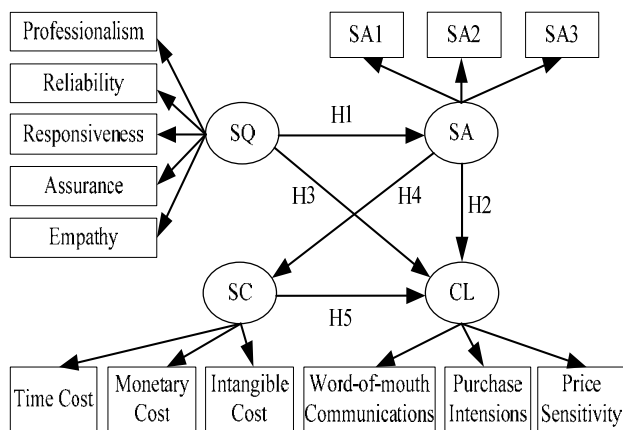 Professionalism
Reliability
Responsiveness
Assurance
Empathy
SA1
SA2
SA3
SQ
H1
SA
H3
H4
H2
SC
H5
CL
Time Cost
Monetary
Cost
Intangible
Cost
Word-of-mouth
Communications
Purchase
Intensions
Price
Sensitivity